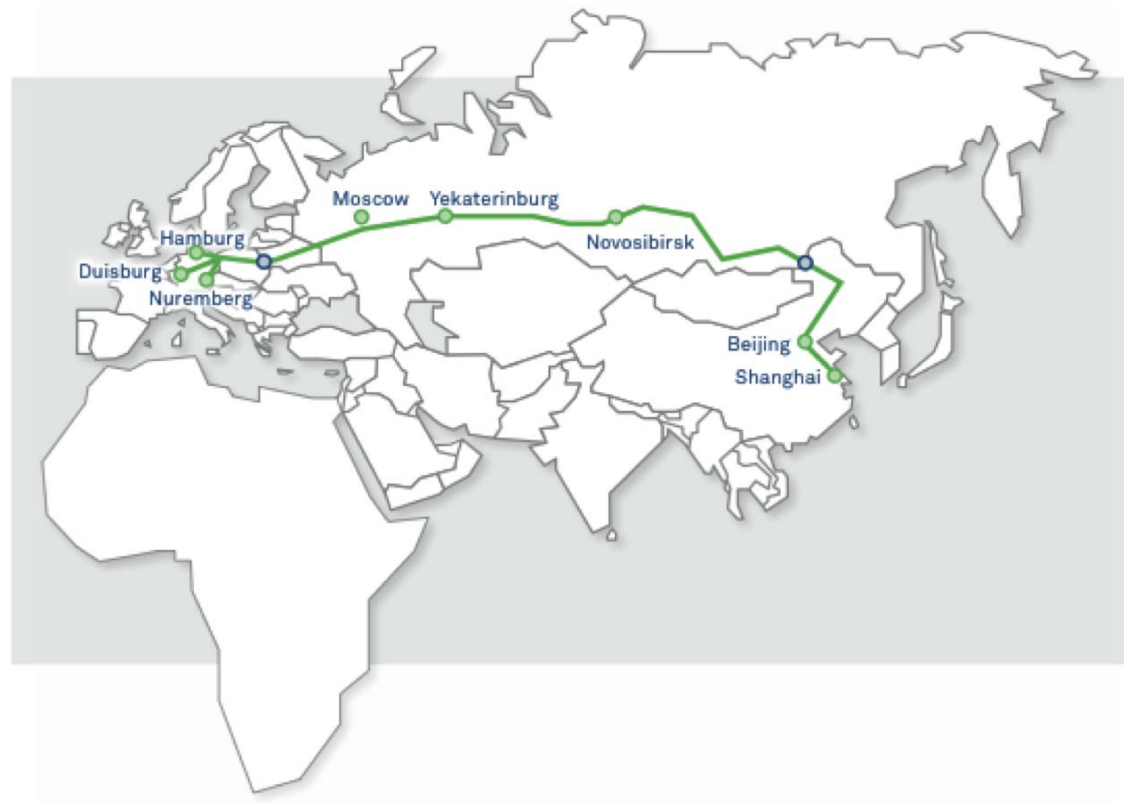 Moscow
Yekaterinburg
Hamburg
Novosibirsk
Duisburg
Nuremberg
Beijing
Shanghai